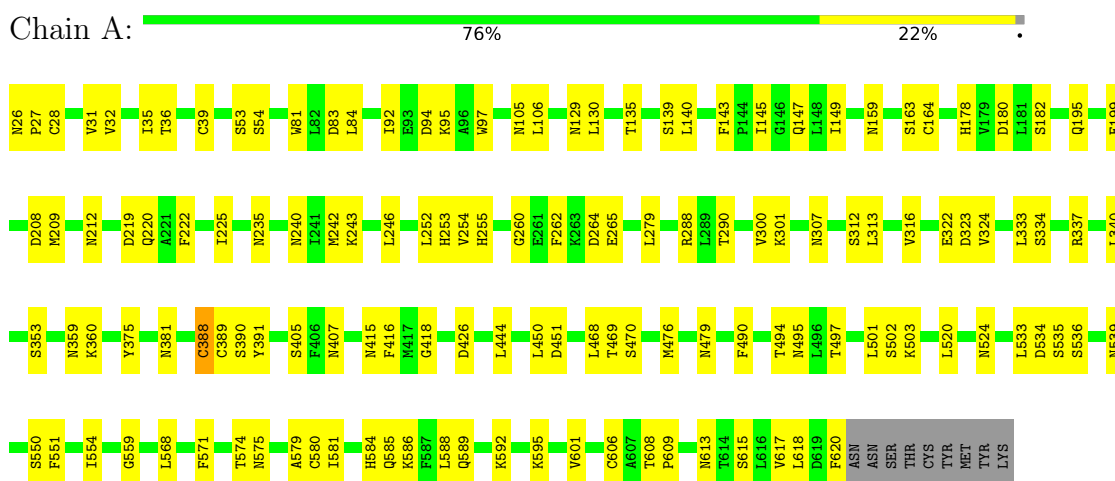 Chain A:
76% 22% •
N26 P27 C28 V31 V32 I35 T36 C39 S53 S54 W81 L82 D83 L84 I92 E93 D94 K95 A96 W97 N105 L106 N129 L130 T135 S139 L140 F143 P144 I145 G146 Q147 L148 I149 N159 S163 C164 H178 V179 D180 L181 S182 Q195
D208 M209 N212 D219 Q220 A221 F222 I225 N235 N240 I241 M242 K243 L246 L252 H253 V254 H255 G260 E261 F262 K263 D264 E265 L279 R288 L289 T290 V300 K301 N307 S312 L313 V316 E322 D323 V324 L333 S334 R337 L340
S353 N359 K360 Y375 N381 C388 C389 S390 Y391 S405 F406 N407 N415 F416 M417 G418 D426 L444 L450 D451 L468 T469 S470 M476 N479 F490 T494 N495 L496 T497 L501 S502 K503 L520 N524 L533 D534 S535 S536 N539
S550 F551 I554 G559 L568 F571 T574 N575 A579 C580 I581 H584 Q585 K586 F587 L588 Q589 K592 K595 V601 C606 A607 T608 P609 N613 T614 S615 L616 V617 L618 D619 F620 ASN ASN SER THR CYS TYR MET TYR LYS